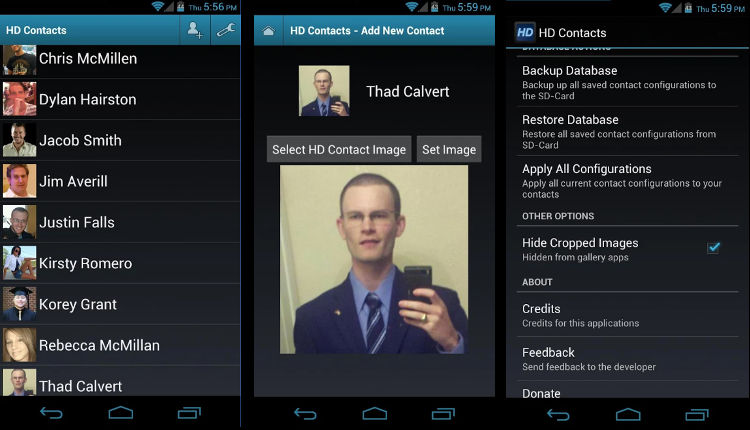 Thu 5:56 PM
HD Contacts
Chris McMillen
Dylan Hairston
Jacob Smith
Jim Averill
Justin Falls
Kirsty Romero
Korey Grant
Rebecca McMillan
Thad Calvert
Thu 5:59 PM
HD Contacts - Add New Contact
Thad Calvert
Select HD Contact Image
Set Image
Thu 5:59 PM
HD
HD Contacts
DATABASE ACTIONS
Backup Database
Backup up all saved contact configurations to
the SD-Card
Restore Database
Restore all saved contact configurations from
SD-Card
Apply All Configurations
Apply all current contact configurations to your
contacts
OTHER OPTIONS
Hide Cropped Images
Hidden from gallery apps
ABOUT
Credits
Credits for this applications
Feedback
Send feedback to the developer
Donate